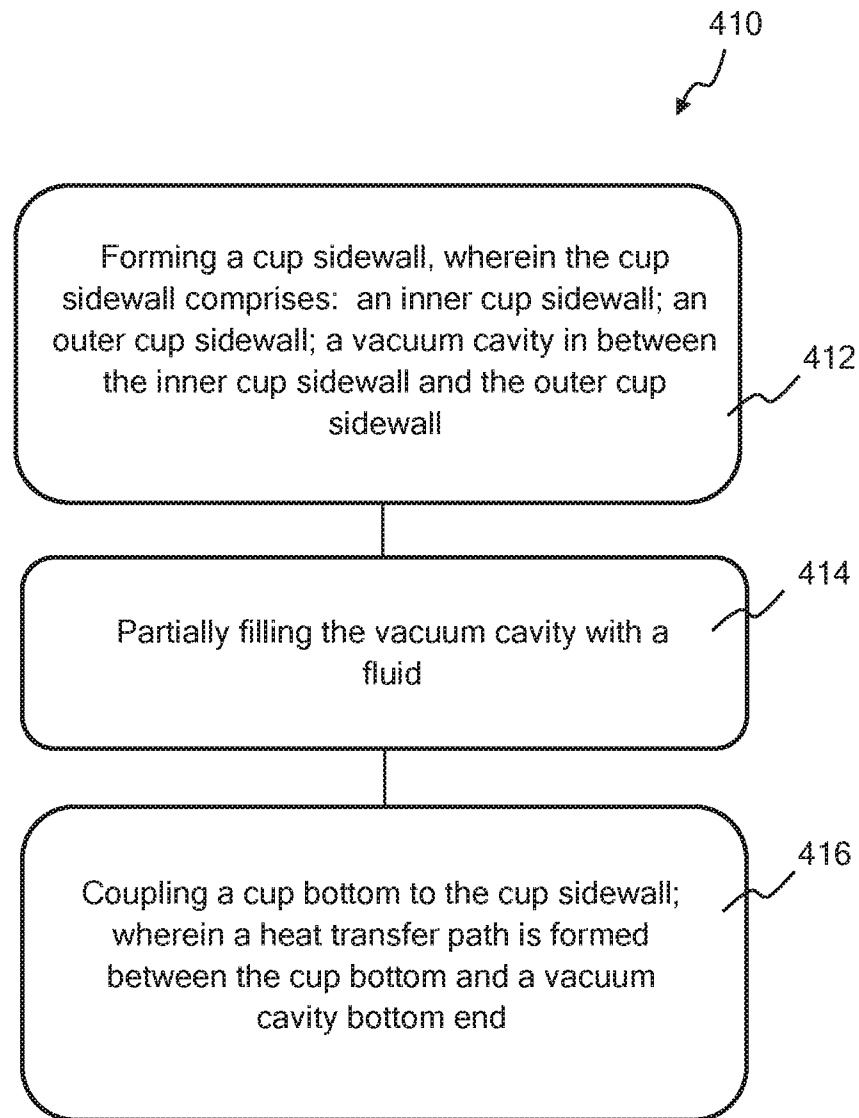 410
Forming a cup sidewall, wherein the cup
sidewall comprises: an inner cup sidewall; an
outer cup sidewall; a vacuum cavity in between
the inner cup sidewall and the outer cup
sidewall
412
414
Partially filling the vacuum cavity with a
fluid
416
Coupling a cup bottom to the cup sidewall;
wherein a heat transfer path is formed
between the cup bottom and a vacuum
cavity bottom end